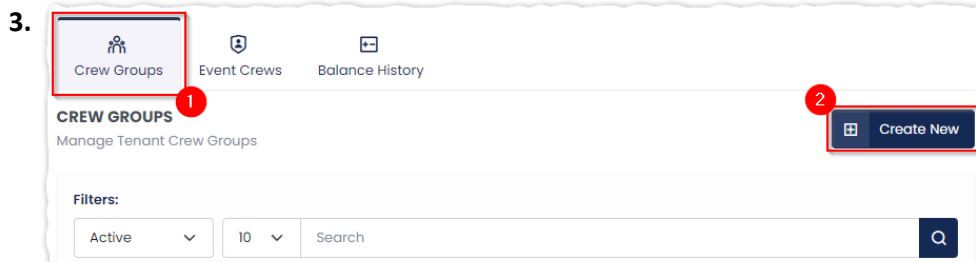 3.
Crew Groups Event Crews Balance History
1
2
CREW GROUPS
Create New
Manage Tenant Crew Groups
Filters:
Active 10 Search